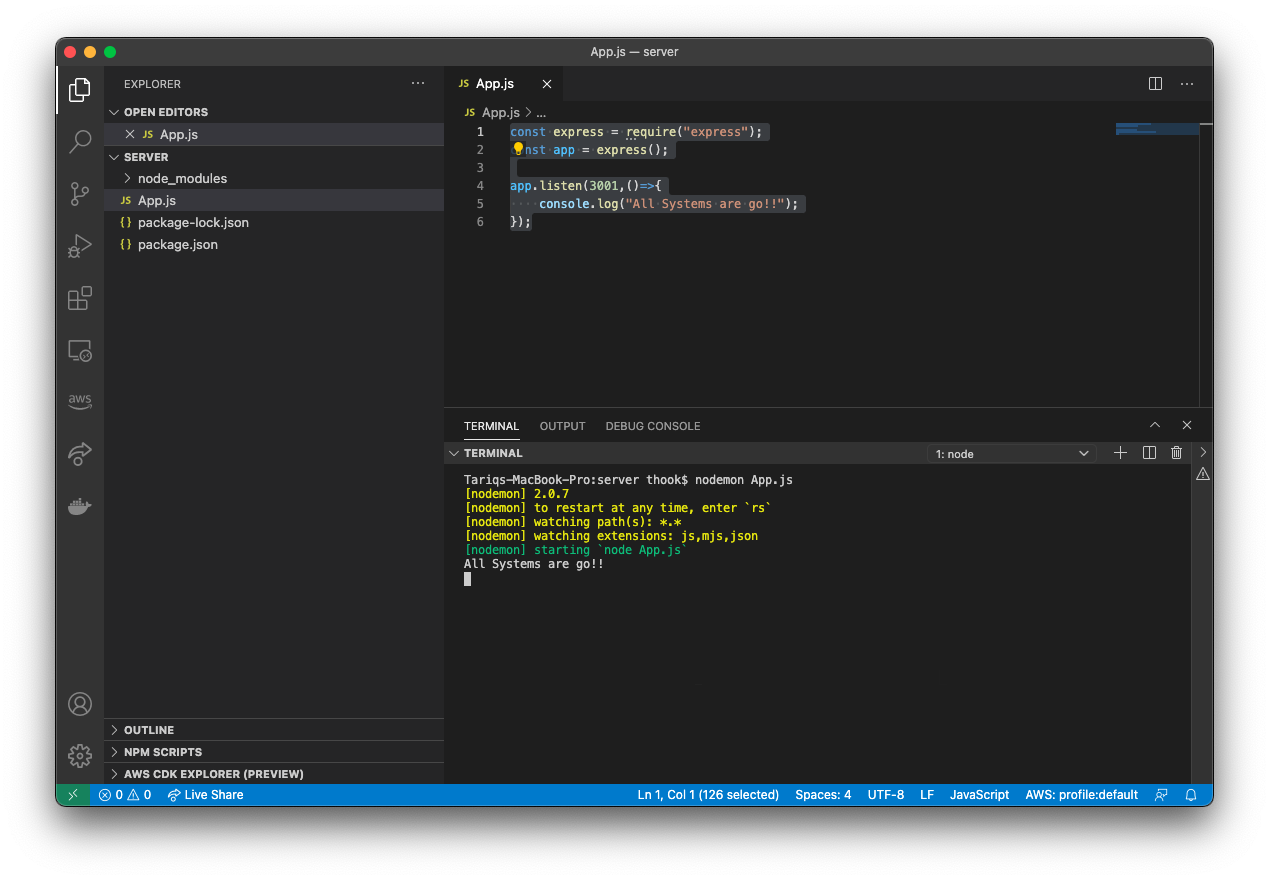 App.js — server
EXPLORER
OPEN EDITORS
JS App.js
SERVER
node_modules
JS App.js
{} package-lock.json
{} package.json
OUTLINE
NPM SCRIPTS
AWS CDK EXPLORER (PREVIEW)
aws
JS App.js
JS App.js > ...
1 const express = require("express");
2 nst app = express();
3
4 app.listen(3001,()=>{
5 console.log("All Systems are go!!");
6 });
TERMINAL OUTPUT DEBUG CONSOLE
TERMINAL 1: node
Tariqs-MacBook-Pro:server thook$ nodemon App.js
[nodemon] 2.0.7
[nodemon] to restart at any time, enter `rs`
[nodemon] watching path(s): *.*
[nodemon] watching extensions: js,mjs,json
[nodemon] starting `node App.js`
All Systems are go!!
0 0 Live Share Ln 1, Col 1 (126 selected) Spaces: 4 UTF-8 LF JavaScript AWS: profile:default